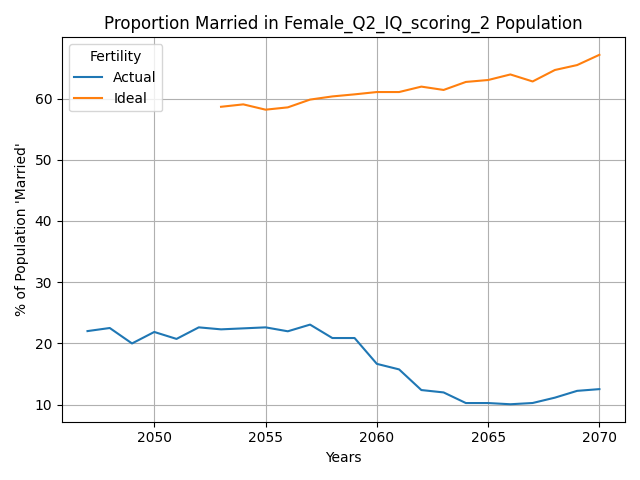 Proportion Married in Female_Q2_IQ_scoring_2 Population
Fertility
Actual
Ideal
% of Population 'Married'
60
50
40
30
20
10
2050
2055
2060
2065
2070
Years